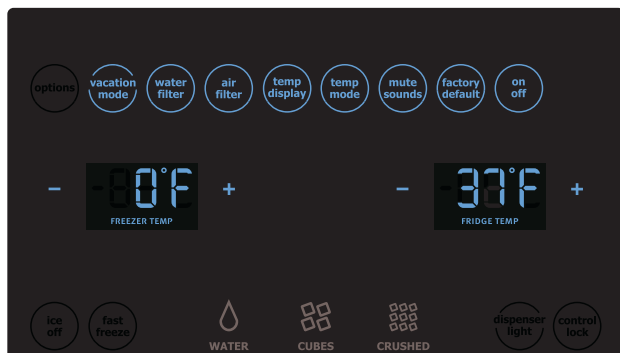 options
vacation
mode
water
filter
air
filter
temp
display
temp
mode
mute
sounds
factory
default
on
off
− 0°F +
FREEZER TEMP
− 37°F +
FRIDGE TEMP
ice
off
fast
freeze
WATER
CUBES
CRUSHED
dispenser
light
control
lock